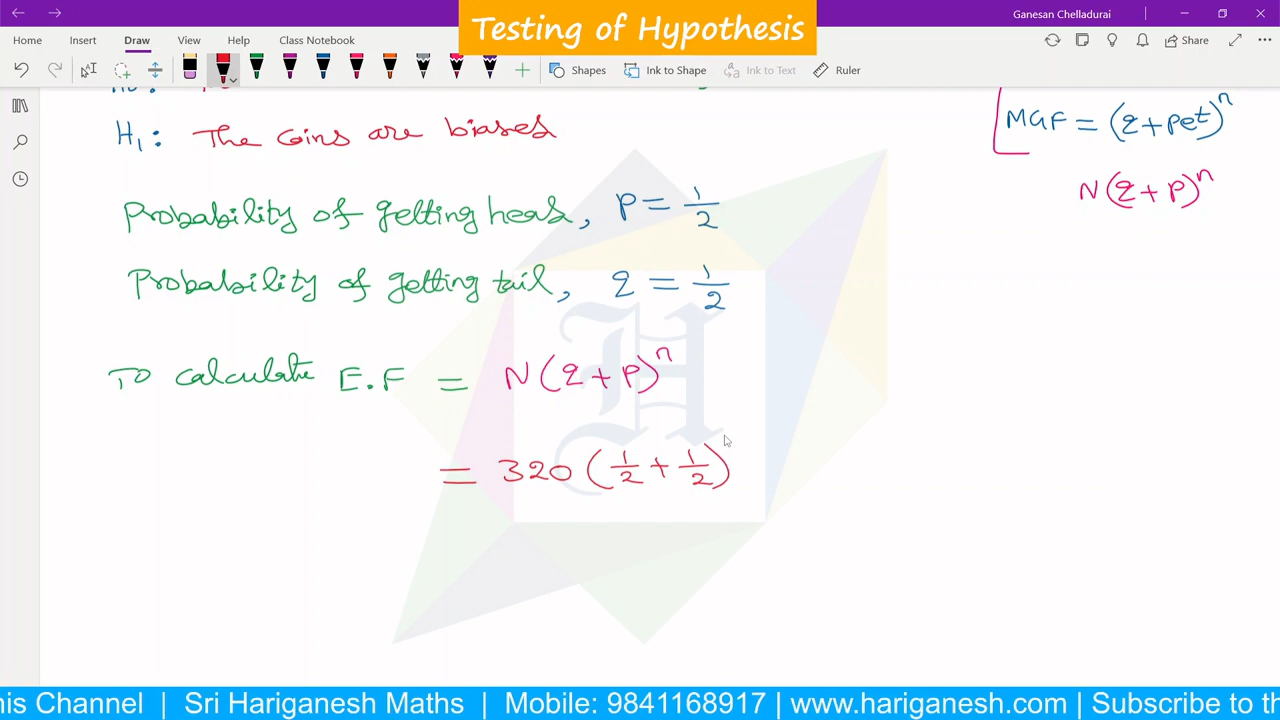 Testing of Hypothesis
Ganesan Chelladurai
Home Insert Draw View Help Class Notebook
Share
Shapes Ink to Shape Ink to Text Ruler
H1: The coins are biased
MGF = (q+pet)^n
N(q+p)^n
Probability of getting head, p = 1/2
Probability of getting tail, q = 1/2
To calculate E.F = N(q+p)^n
= 320 (1/2 + 1/2)
his Channel | Sri Hariganesh Maths | Mobile: 9841168917 | www.hariganesh.com | Subscribe to th